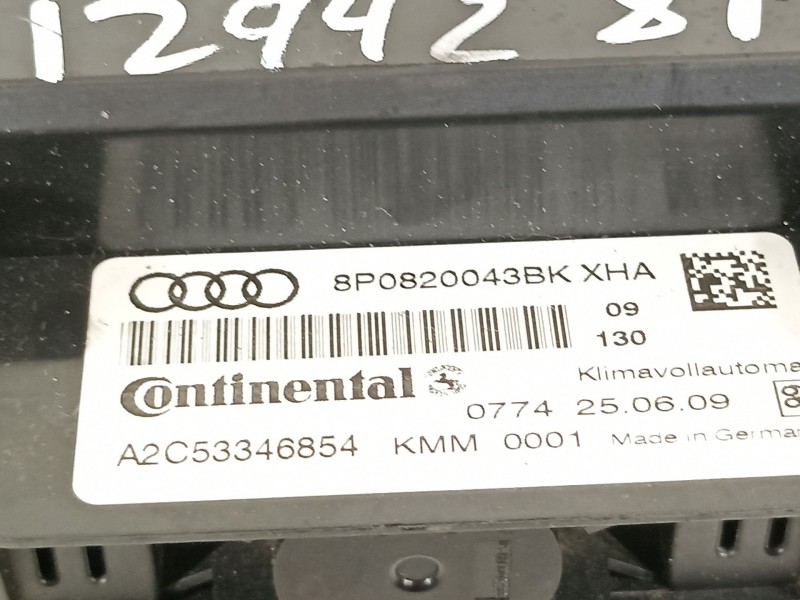 12942 8
8P0820043BK XHA
09
130
Continental
Klimavollautoma
0774 25.06.09
A2C53346854 KMM 0001 Made in German